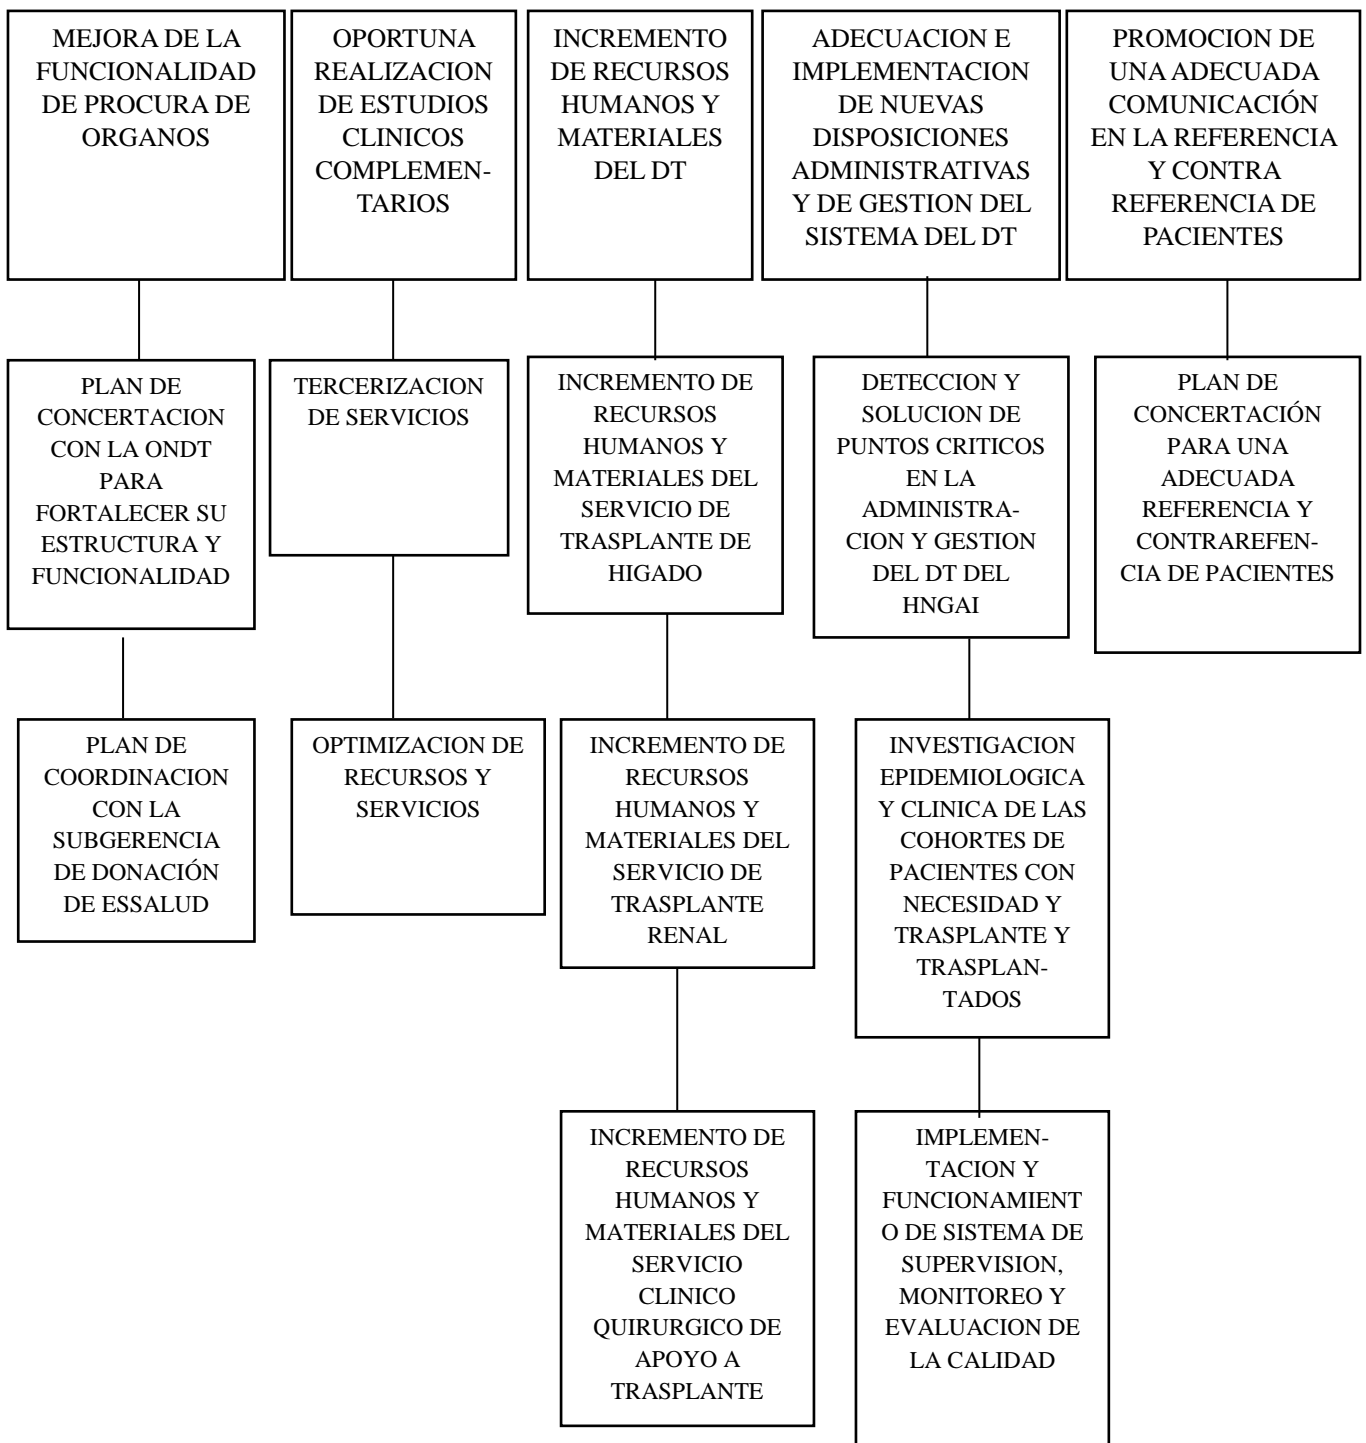 MEJORA DE LA
FUNCIONALIDAD
DE PROCURA DE
ORGANOS
OPORTUNA
REALIZACION
DE ESTUDIOS
CLINICOS
COMPLEMEN-
TARIOS
INCREMENTO
DE RECURSOS
HUMANOS Y
MATERIALES
DEL DT
ADECUACION E
IMPLEMENTACION
DE NUEVAS
DISPOSICIONES
ADMINISTRATIVAS
Y DE GESTION DEL
SISTEMA DEL DT
PROMOCION DE
UNA ADECUADA
COMUNICACIÓN
EN LA REFERENCIA
Y CONTRA
REFERENCIA DE
PACIENTES
PLAN DE
CONCERTACION
CON LA ONDT
PARA
FORTALECER SU
ESTRUCTURA Y
FUNCIONALIDAD
TERCERIZACION
DE SERVICIOS
INCREMENTO DE
RECURSOS
HUMANOS Y
MATERIALES DEL
SERVICIO DE
TRASPLANTE DE
HIGADO
DETECCION Y
SOLUCION DE
PUNTOS CRITICOS
EN LA
ADMINISTRA-
CION Y GESTION
DEL DT DEL
HNGAI
PLAN DE
CONCERTACIÓN
PARA UNA
ADECUADA
REFERENCIA Y
CONTRAREFEN-
CIA DE PACIENTES
PLAN DE
COORDINACION
CON LA
SUBGERENCIA
DE DONACIÓN
DE ESSALUD
OPTIMIZACION DE
RECURSOS Y
SERVICIOS
INCREMENTO DE
RECURSOS
HUMANOS Y
MATERIALES DEL
SERVICIO DE
TRASPLANTE
RENAL
INVESTIGACION
EPIDEMIOLOGICA
Y CLINICA DE LAS
COHORTES DE
PACIENTES CON
NECESIDAD Y
TRASPLANTE Y
TRASPLAN-
TADOS
INCREMENTO DE
RECURSOS
HUMANOS Y
MATERIALES DEL
SERVICIO
CLINICO
QUIRURGICO DE
APOYO A
TRASPLANTE
IMPLEMEN-
TACION Y
FUNCIONAMIENT
O DE SISTEMA DE
SUPERVISION,
MONITOREO Y
EVALUACION DE
LA CALIDAD